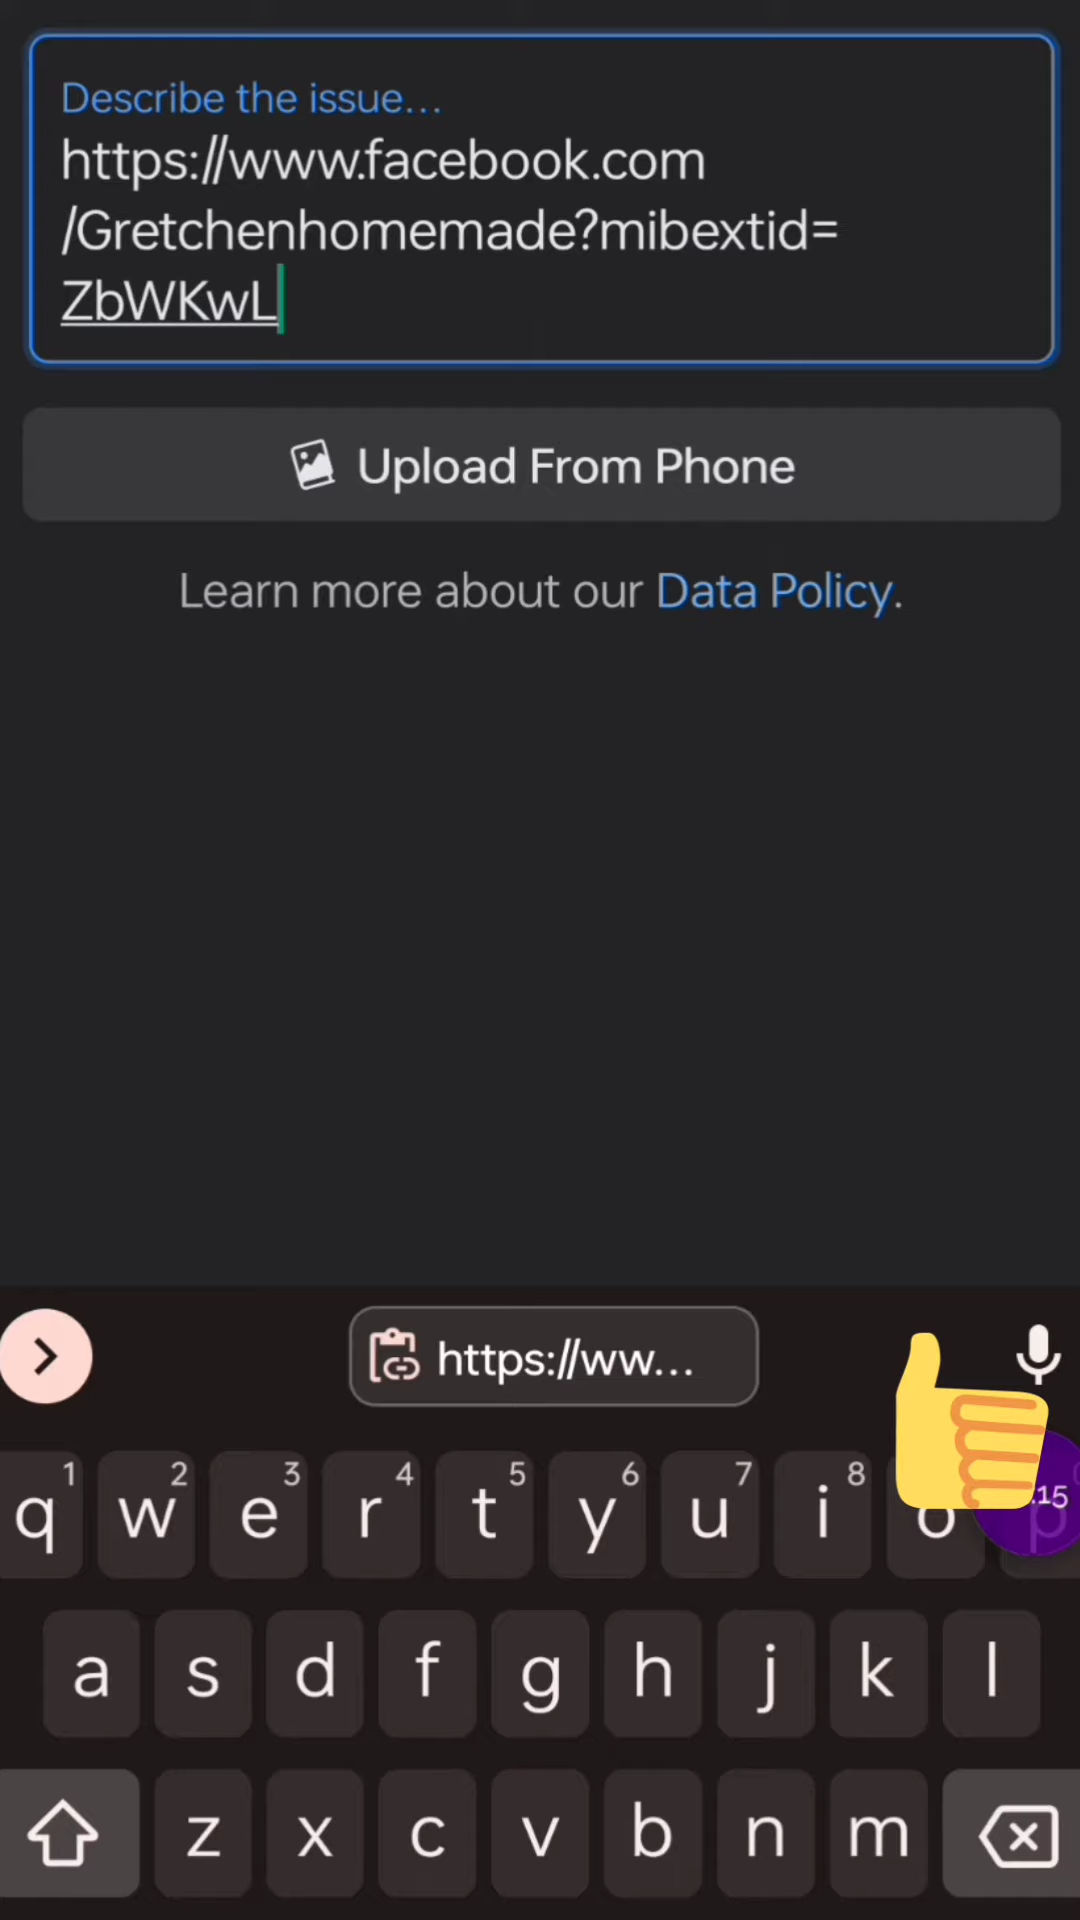 Describe the issue...
https://www.facebook.com
/Gretchenhomemade?mibextid=
ZbWKwL
Upload From Phone
Learn more about our Data Policy.
https://ww...
1 2 3 4 5 6 7 8
q w e r t y u i o p
.15
a s d f g h j k l
z x c v b n m